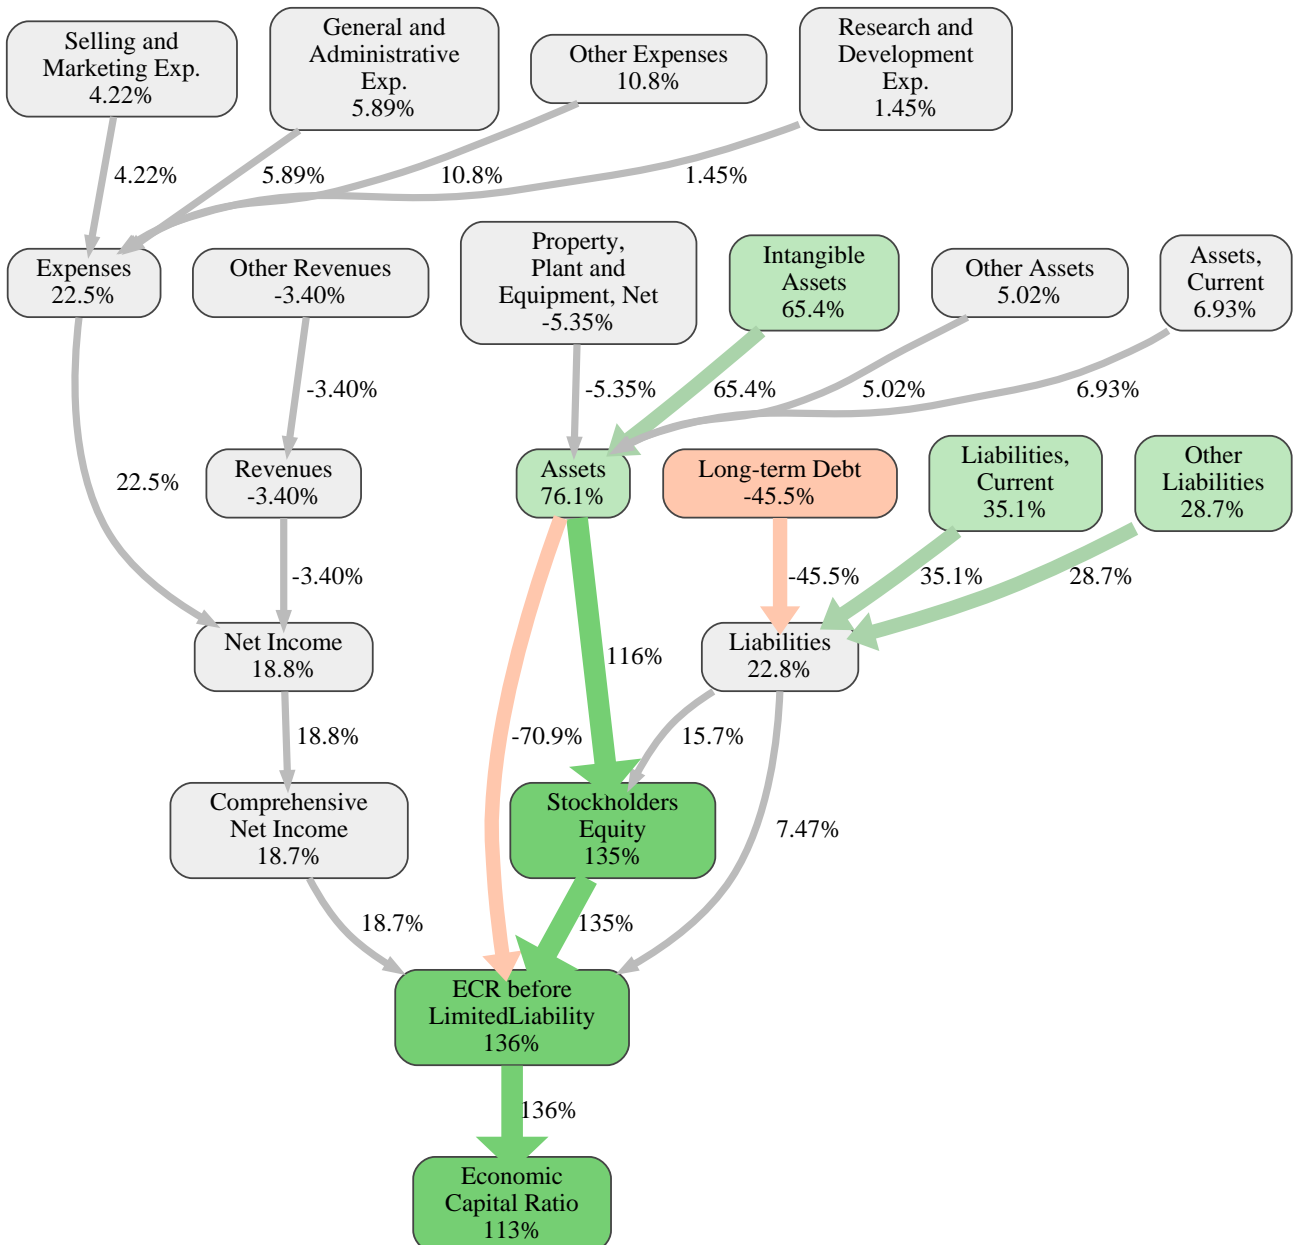 Selling and
Marketing Exp.
4.22%
General and
Administrative
Exp.
5.89%
Other Expenses
10.8%
Research and
Development
Exp.
1.45%
4.22%
5.89%
10.8%
1.45%
Expenses
22.5%
Other Revenues
-3.40%
Property,
Plant and
Equipment, Net
-5.35%
Intangible
Assets
65.4%
Other Assets
5.02%
Assets,
Current
6.93%
-3.40%
-5.35%
65.4%
5.02%
6.93%
22.5%
Revenues
-3.40%
Assets
76.1%
Long-term Debt
-45.5%
Liabilities,
Current
35.1%
Other
Liabilities
28.7%
-3.40%
-45.5%
35.1%
28.7%
Net Income
18.8%
116%
Liabilities
22.8%
18.8%
-70.9%
15.7%
Comprehensive
Net Income
18.7%
Stockholders
Equity
135%
7.47%
18.7%
135%
ECR before
LimitedLiability
136%
136%
Economic
Capital Ratio
113%